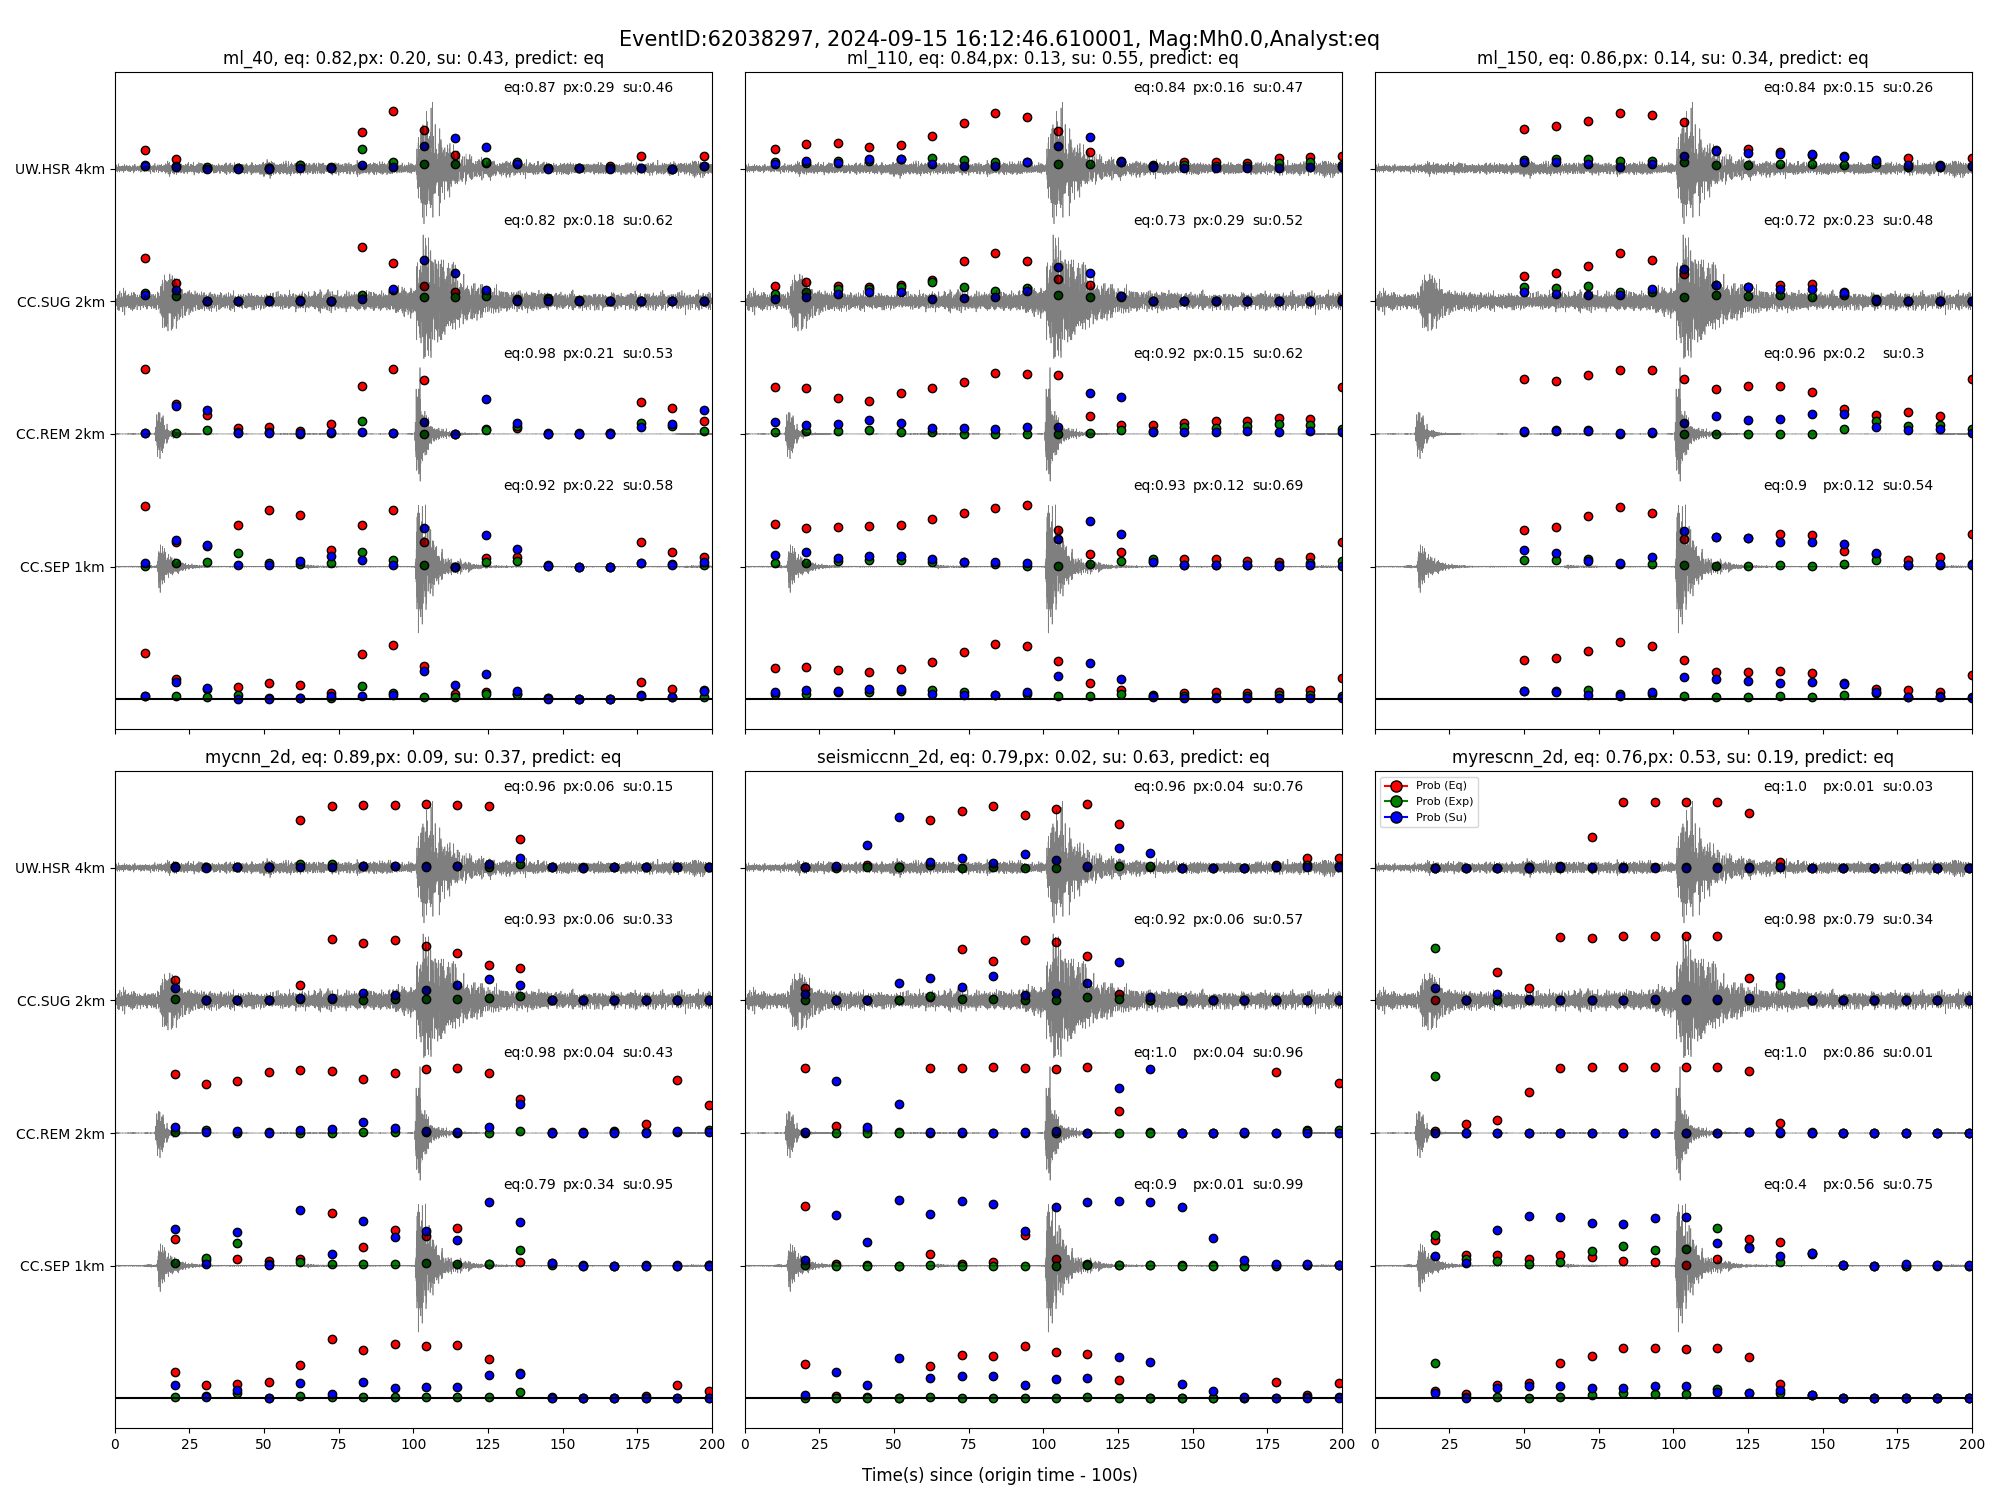 EventID:62038297, 2024-09-15 16:12:46.610001, Mag:Mh0.0,Analyst:eq
ml_40, eq: 0.82,px: 0.20, su: 0.43, predict: eq
eq:0.87 px:0.29 su:0.46
UW.HSR 4km
eq:0.82 px:0.18 su:0.62
CC.SUG 2km
eq:0.98 px:0.21 su:0.53
CC.REM 2km
eq:0.92 px:0.22 su:0.58
CC.SEP 1km
ml_110, eq: 0.84,px: 0.13, su: 0.55, predict: eq
eq:0.84 px:0.16 su:0.47
eq:0.73 px:0.29 su:0.52
eq:0.92 px:0.15 su:0.62
eq:0.93 px:0.12 su:0.69
ml_150, eq: 0.86,px: 0.14, su: 0.34, predict: eq
eq:0.84 px:0.15 su:0.26
eq:0.72 px:0.23 su:0.48
eq:0.96 px:0.2 su:0.3
eq:0.9 px:0.12 su:0.54
mycnn_2d, eq: 0.89,px: 0.09, su: 0.37, predict: eq
eq:0.96 px:0.06 su:0.15
UW.HSR 4km
eq:0.93 px:0.06 su:0.33
CC.SUG 2km
eq:0.98 px:0.04 su:0.43
CC.REM 2km
eq:0.79 px:0.34 su:0.95
CC.SEP 1km
0 25 50 75 100 125 150 175 200
seismiccnn_2d, eq: 0.79,px: 0.02, su: 0.63, predict: eq
eq:0.96 px:0.04 su:0.76
eq:0.92 px:0.06 su:0.57
eq:1.0 px:0.04 su:0.96
eq:0.9 px:0.01 su:0.99
0 25 50 75 100 125 150 175 200
myrescnn_2d, eq: 0.76,px: 0.53, su: 0.19, predict: eq
Prob (Eq)
Prob (Exp)
Prob (Su)
eq:1.0 px:0.01 su:0.03
eq:0.98 px:0.79 su:0.34
eq:1.0 px:0.86 su:0.01
eq:0.4 px:0.56 su:0.75
0 25 50 75 100 125 150 175 200
Time(s) since (origin time - 100s)